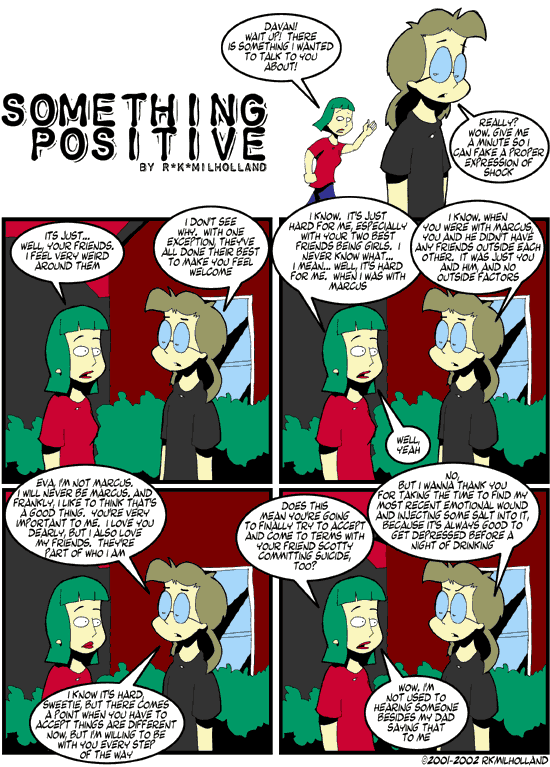 DAVAN!
WAIT UP! THERE
IS SOMETHING I WANTED
TO TALK TO YOU
ABOUT!
SOMETHING
POSITIVE
BY R*K*MILHOLLAND
REALLY?
WOW. GIVE ME
A MINUTE SO I
CAN FAKE A PROPER
EXPRESSION OF
SHOCK
ITS JUST...
WELL, YOUR FRIENDS.
I FEEL VERY WEIRD
AROUND THEM
I DON'T SEE
WHY. WITH ONE
EXCEPTION, THEY'VE
ALL DONE THEIR BEST
TO MAKE YOU FEEL
WELCOME
I KNOW. IT'S JUST
HARD FOR ME, ESPECIALLY
WITH YOUR TWO BEST
FRIENDS BEING GIRLS. I
NEVER KNOW WHAT...
I MEAN... WELL, IT'S HARD
FOR ME. WHEN I WAS WITH
MARCUS
I KNOW. WHEN
YOU WERE WITH MARCUS,
YOU AND HE DIDN'T HAVE
ANY FRIENDS OUTSIDE EACH
OTHER. IT WAS JUST YOU
AND HIM, AND NO
OUTSIDE FACTORS
WELL,
YEAH
EVA, I'M NOT MARCUS.
I WILL NEVER BE MARCUS, AND
FRANKLY, I LIKE TO THINK THAT'S
A GOOD THING. YOU'RE VERY
IMPORTANT TO ME. I LOVE YOU
DEARLY, BUT I ALSO LOVE
MY FRIENDS. THEY'RE
PART OF WHO I AM
I KNOW IT'S HARD,
SWEETIE, BUT THERE COMES
A POINT WHEN YOU HAVE TO
ACCEPT THINGS ARE DIFFERENT
NOW, BUT I'M WILLING TO BE
WITH YOU EVERY STEP
OF THE WAY
DOES THIS
MEAN YOU'RE GOING
TO FINALLY TRY TO ACCEPT
AND COME TO TERMS WITH
YOUR FRIEND SCOTTY
COMMITTING SUICIDE,
TOO?
NO,
BUT I WANNA THANK YOU
FOR TAKING THE TIME TO FIND MY
MOST RECENT EMOTIONAL WOUND
AND INJECTING SOME SALT INTO IT,
BECAUSE IT'S ALWAYS GOOD TO
GET DEPRESSED BEFORE A
NIGHT OF DRINKING
WOW. I'M
NOT USED TO
HEARING SOMEONE
BESIDES MY DAD
SAYING THAT
TO ME
©2001-2002 RKMILHOLLAND